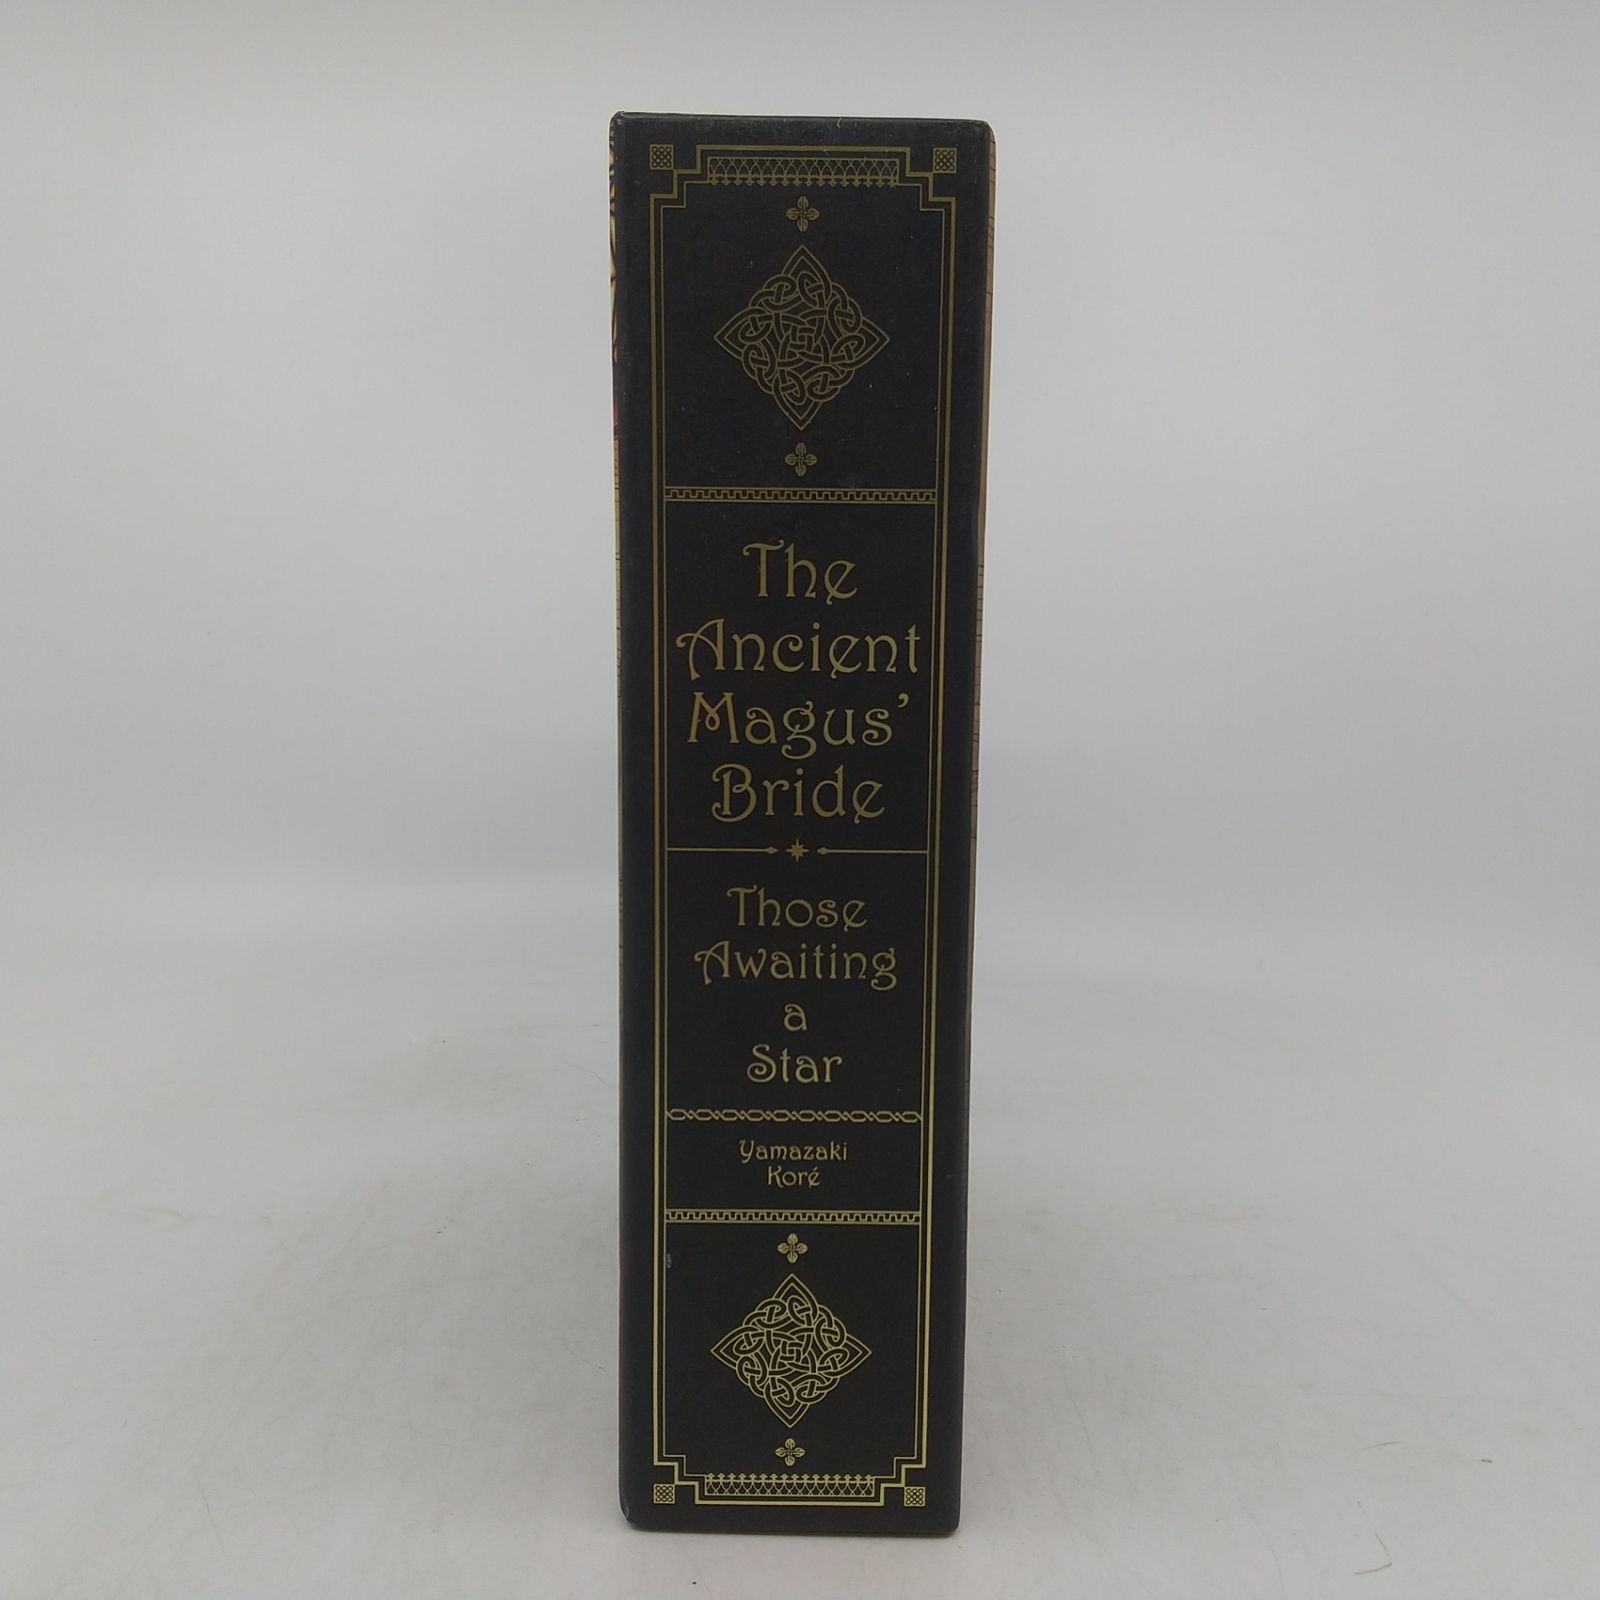 The
Ancient
Magus'
Bride
Those
Awaiting
a
Star
Yamazaki
Koré